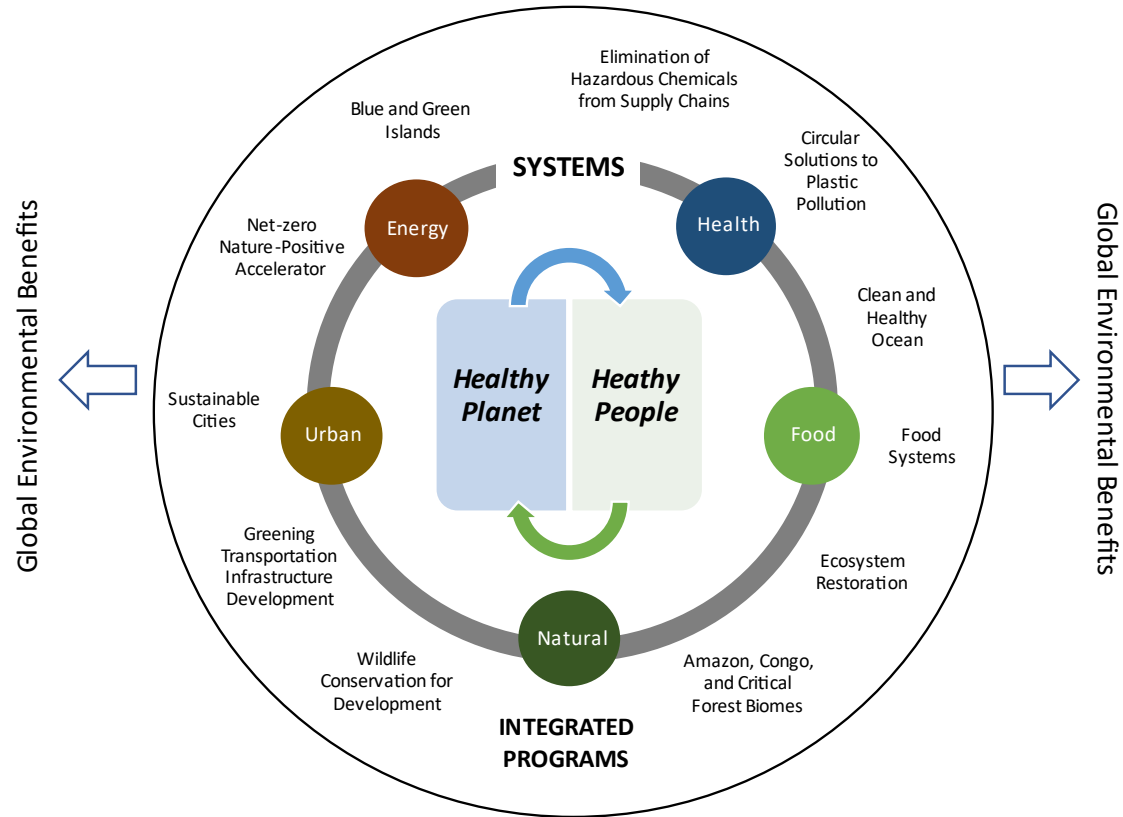 Elimination of
Hazardous Chemicals
from Supply Chains
Blue and Green
Islands
SYSTEMS
Circular
Solutions to
Plastic
Pollution
Energy
Health
Net-zero
Nature-Positive
Accelerator
Clean and
Healthy
Ocean
Global Environmental Benefits
Global Environmental Benefits
Healthy
Planet
Heathy
People
Sustainable
Cities
Urban
Food
Food
Systems
Greening
Transportation
Infrastructure
Development
Ecosystem
Restoration
Natural
Wildlife
Conservation for
Development
Amazon, Congo,
and Critical
Forest Biomes
INTEGRATED
PROGRAMS